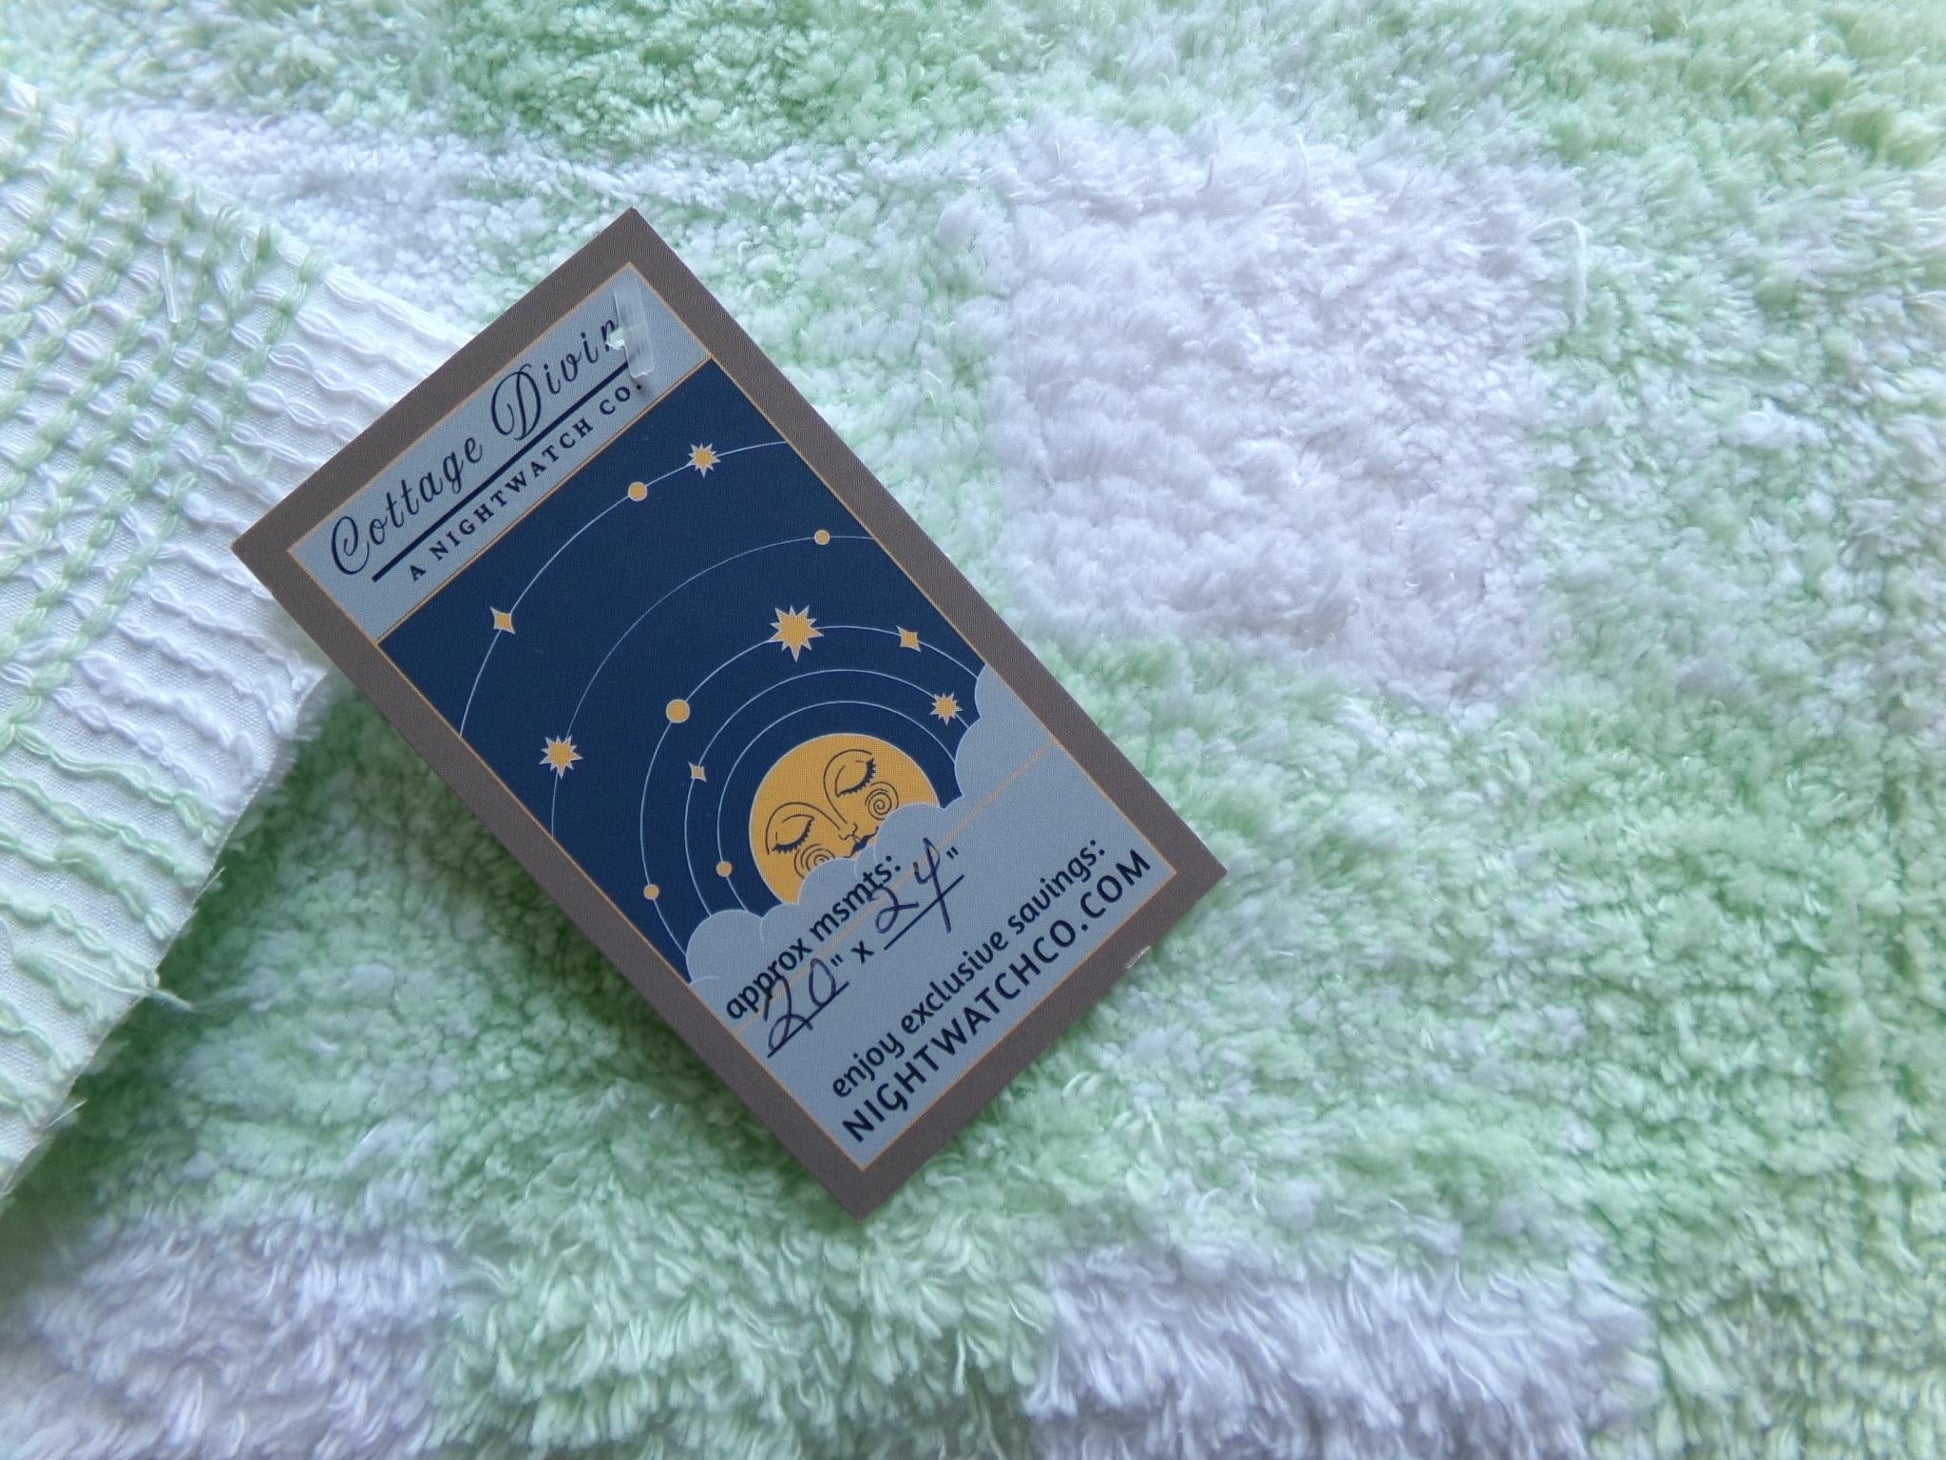 Cottage Divin
A NIGHTWATCH CO.
approx msmts:
20" x 24"
enjoy exclusive savings:
NIGHTWATCHCO.COM